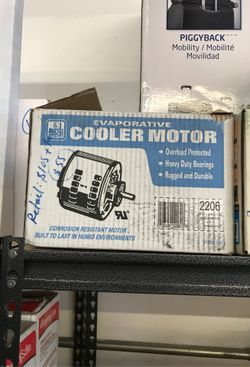 PIGGYBACK
Mobility / Mobilité
Movilidad
EVAPORATIVE
COOLER MOTOR
• Overload Protected
• Heavy Duty Bearings
• Rugged and Durable
2206
CORROSION RESISTANT MOTOR
BUILT TO LAST IN HUMID ENVIRONMENTS